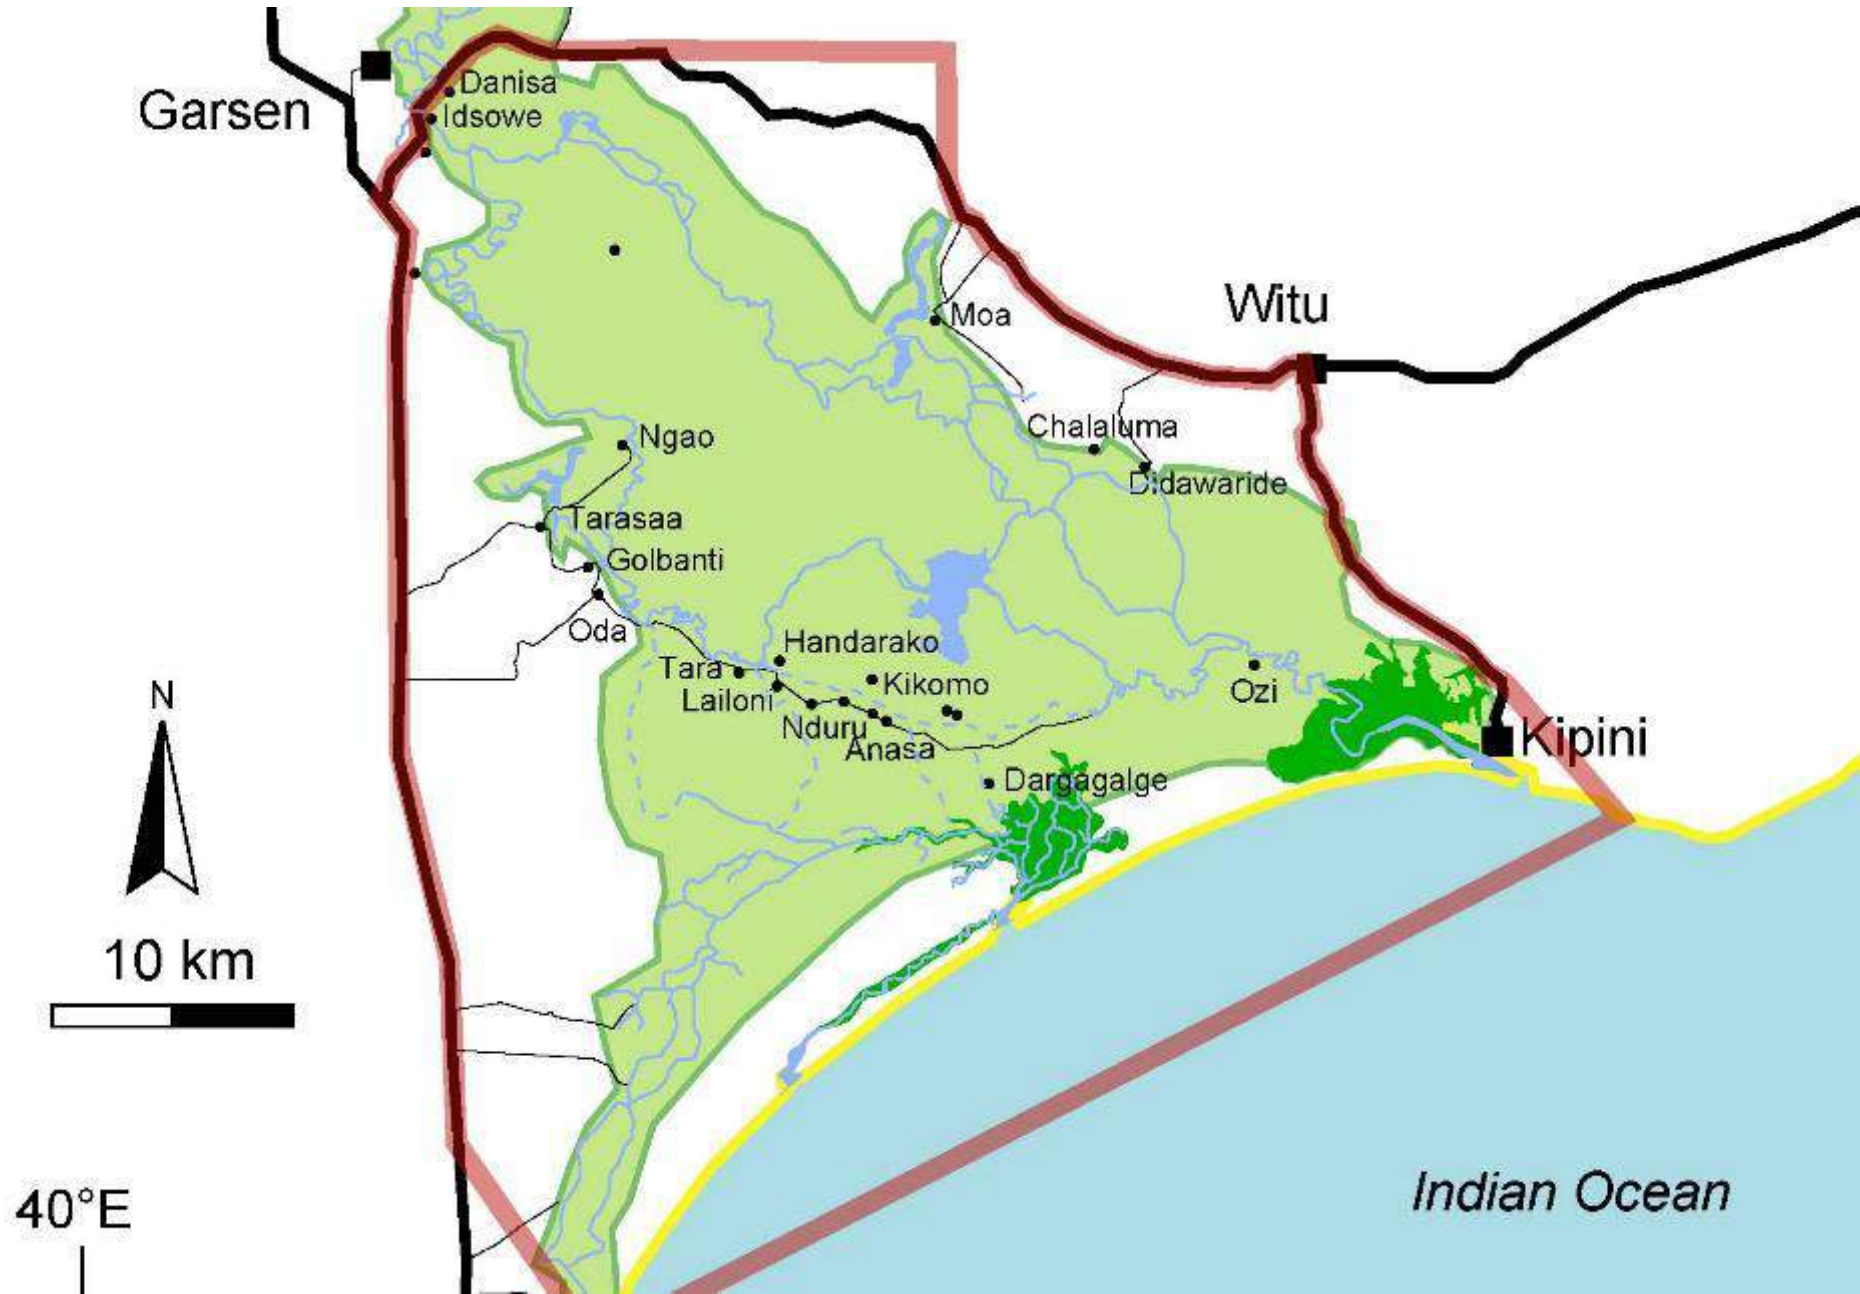 Danisa
Garsen
Idsowe
Witu
Moa
Chalaluma
Ngao
Didawaride
Tarasaa
Golbanti
Oda
Handarako
Tara
Kikomo
Ozi
Lailoni
N
Nduru
Kipini
Anasa
Dargagalge
10 km
Indian Ocean
40°E